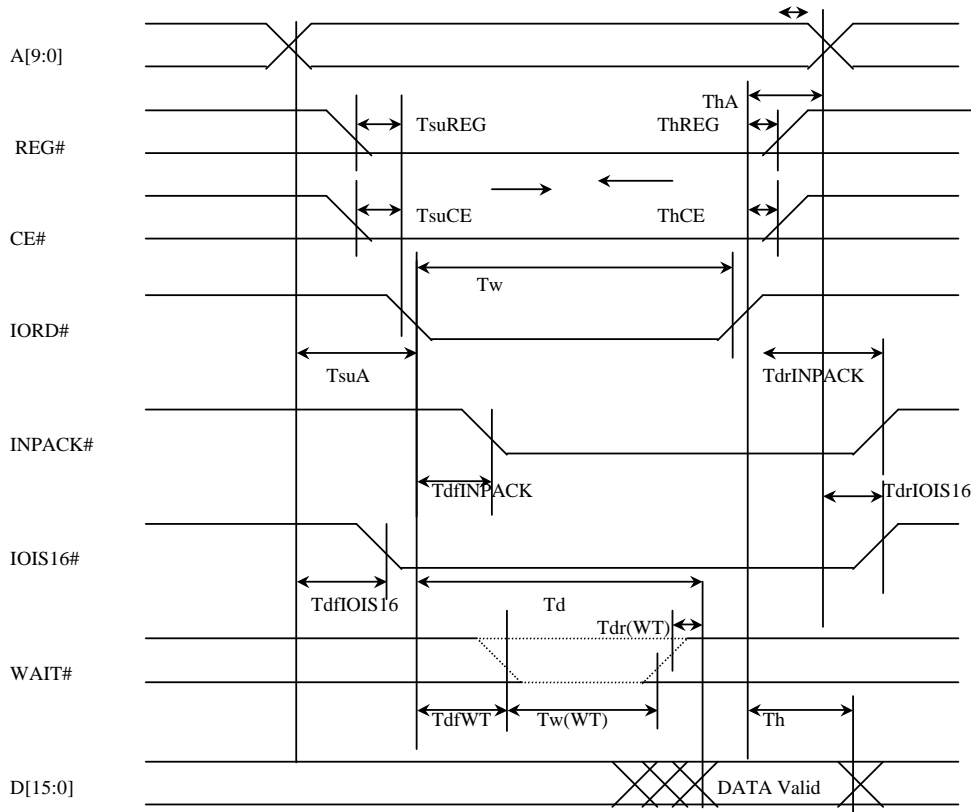 A[9:0]
ThA
REG#
TsuREG
ThREG
CE#
TsuCE
ThCE
Tw
IORD#
TsuA
TdrINPACK
INPACK#
TdfINPACK
TdrIOIS16
IOIS16#
TdfIOIS16
Td
Tdr(WT)
WAIT#
TdfWT
Tw(WT)
Th
D[15:0]
DATA Valid